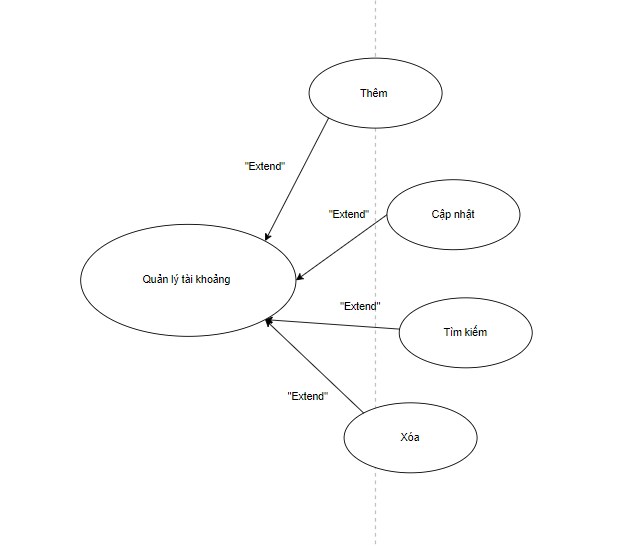 Thêm
"Extend"
"Extend"
Cập nhật
Quản lý tài khoảng
"Extend"
Tìm kiếm
"Extend"
Xóa